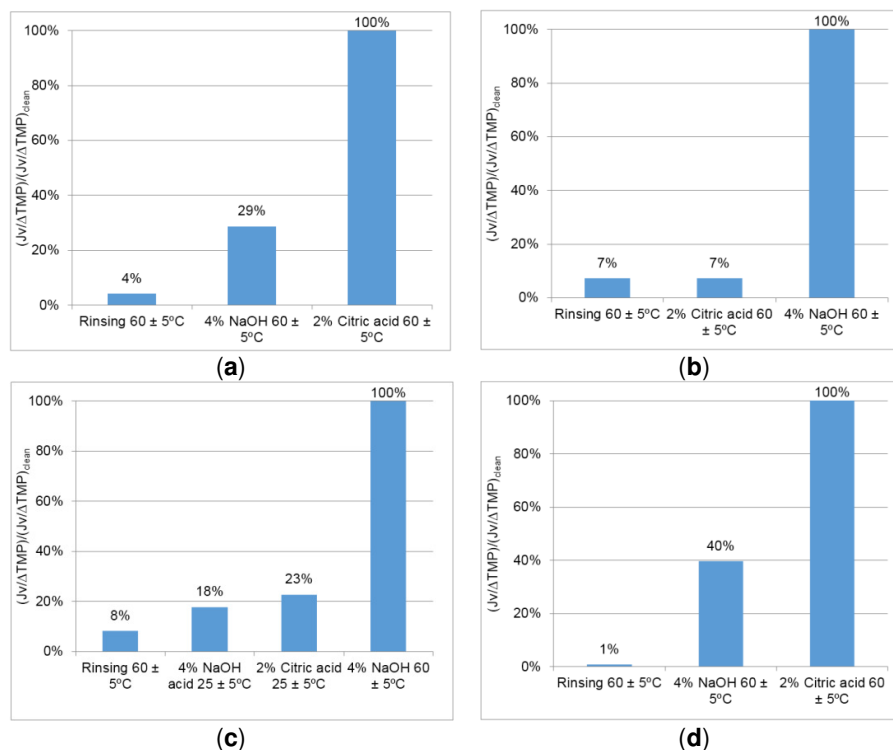 100%
100%
29%
4%
80%
60%
40%
20%
0%
(Jv/ΔTMP)/(Jv/ΔTMP)clean
Rinsing 60 ± 5ºC
4% NaOH 60 ±
5ºC
2% Citric acid 60 ±
5ºC
(a)
100%
100%
7%
7%
80%
60%
40%
20%
0%
(Jv/ΔTMP)/(Jv/ΔTMP)clean
Rinsing 60 ± 5ºC
2% Citric acid 60
± 5ºC
4% NaOH 60 ±
5ºC
(b)
100%
100%
23%
18%
8%
80%
60%
40%
20%
0%
(Jv/ΔTMP)/(Jv/ΔTMP)clean
Rinsing 60 ±
5ºC
4% NaOH
acid 25 ± 5ºC
2% Citric acid
25 ± 5ºC
4% NaOH 60
± 5ºC
(c)
100%
100%
40%
1%
80%
60%
40%
20%
0%
(Jv/ΔTMP)/(Jv/ΔTMP)clean
Rinsing 60 ± 5ºC
4% NaOH 60 ±
5ºC
2% Citric acid 60
± 5ºC
(d)